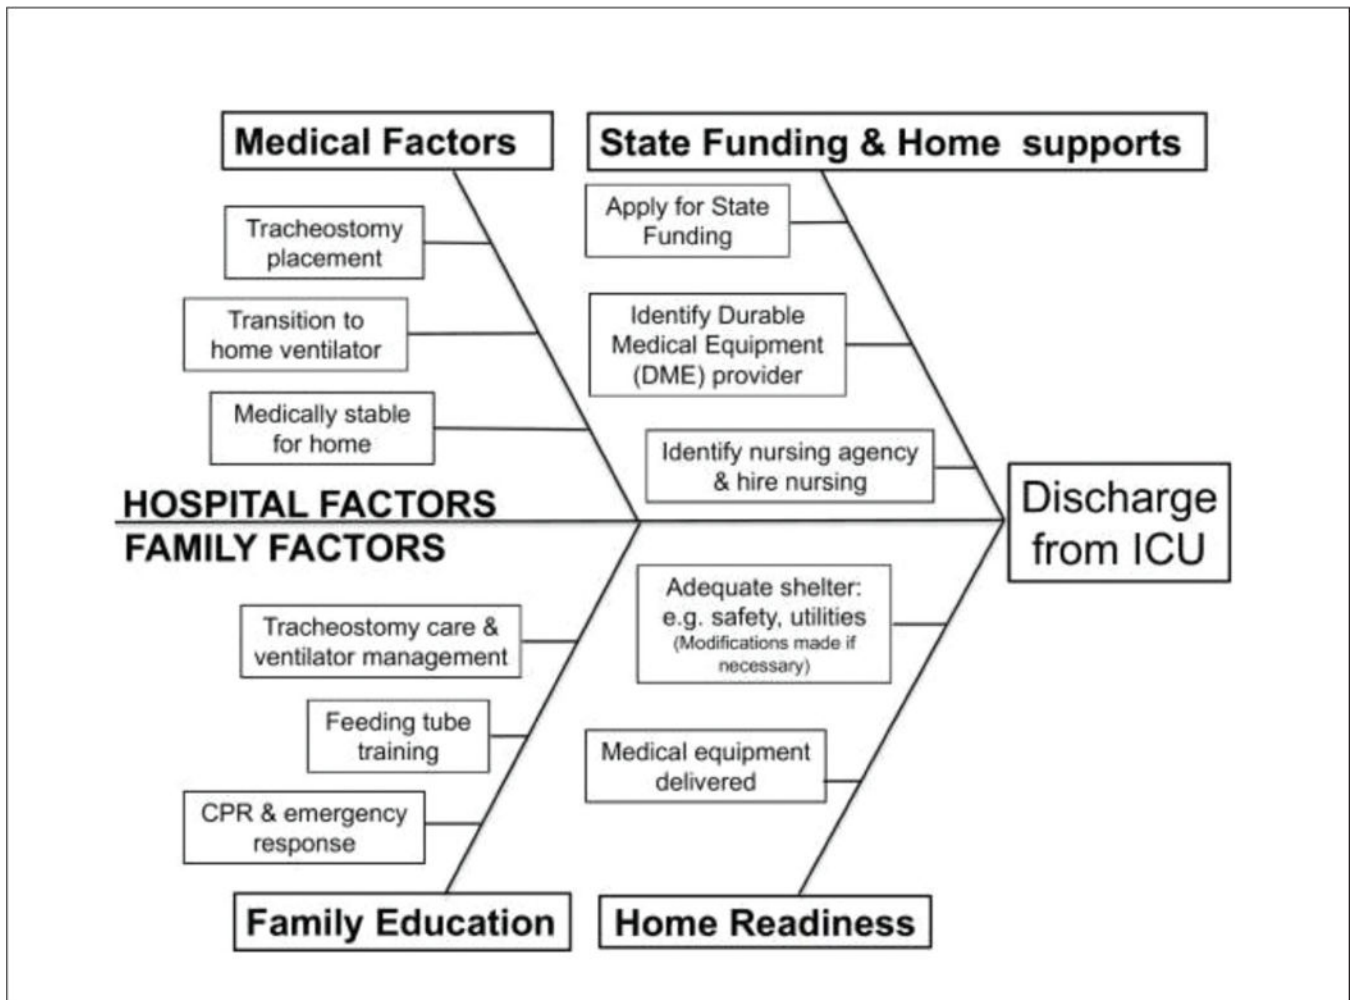 Medical Factors
State Funding & Home supports
Tracheostomy
placement
Transition to
home ventilator
Medically stable
for home
Apply for State
Funding
Identify Durable
Medical Equipment
(DME) provider
Identify nursing agency
& hire nursing
HOSPITAL FACTORS
FAMILY FACTORS
Discharge
from ICU
Tracheostomy care &
ventilator management
Feeding tube
training
CPR & emergency
response
Adequate shelter:
e.g. safety, utilities
(Modifications made if
necessary)
Medical equipment
delivered
Family Education
Home Readiness